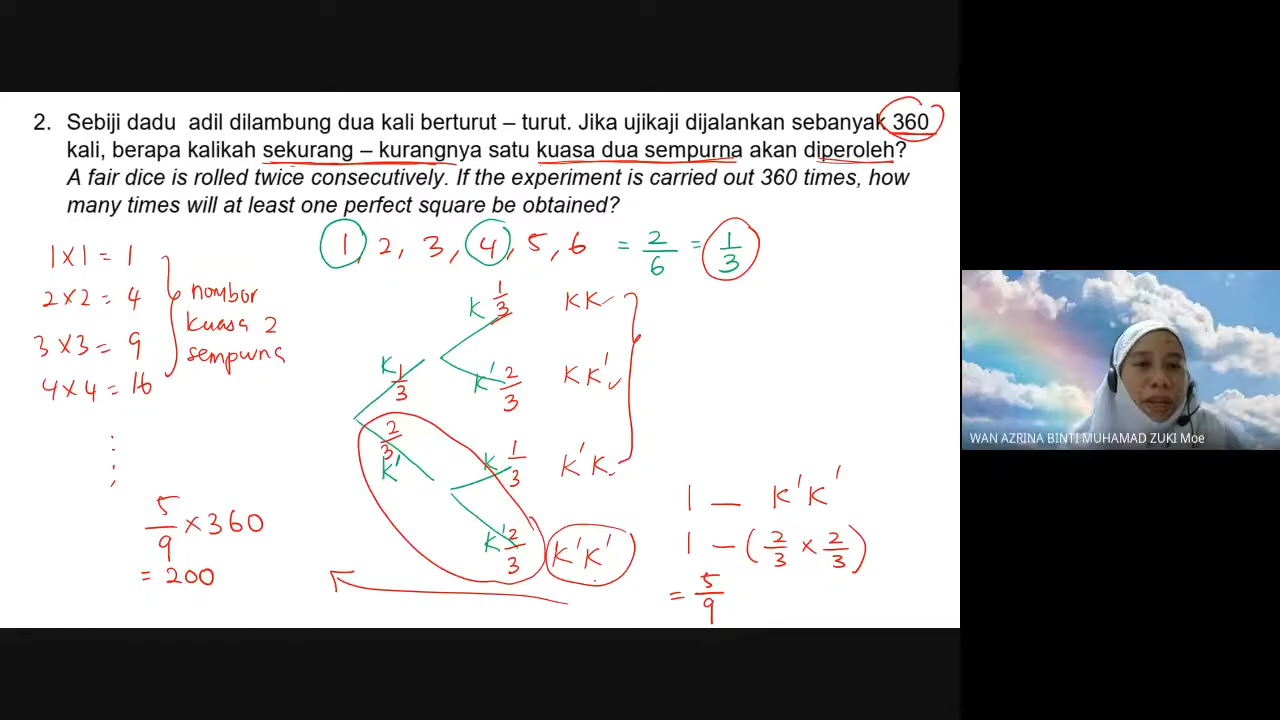 2. Sebiji dadu adil dilambung dua kali berturut – turut. Jika ujikaji dijalankan sebanyak 360
kali, berapa kalikah sekurang – kurangnya satu kuasa dua sempurna akan diperoleh?
A fair dice is rolled twice consecutively. If the experiment is carried out 360 times, how
many times will at least one perfect square be obtained?
1, 2, 3, 4, 5, 6 = 2/6 = 1/3
1 x 1 = 1
2 x 2 = 4
3 x 3 = 9
4 x 4 = 16
nombor
kuasa 2
sempurna
K 1/3
K 1/3
K' 2/3
2/3 K'
K 1/3
K' 2/3
KK
KK'
K'K
K'K'
1 – K'K'
1 – (2/3 x 2/3)
= 5/9
5/9 x 360
= 200
WAN AZRINA BINTI MUHAMAD ZUKI Moe